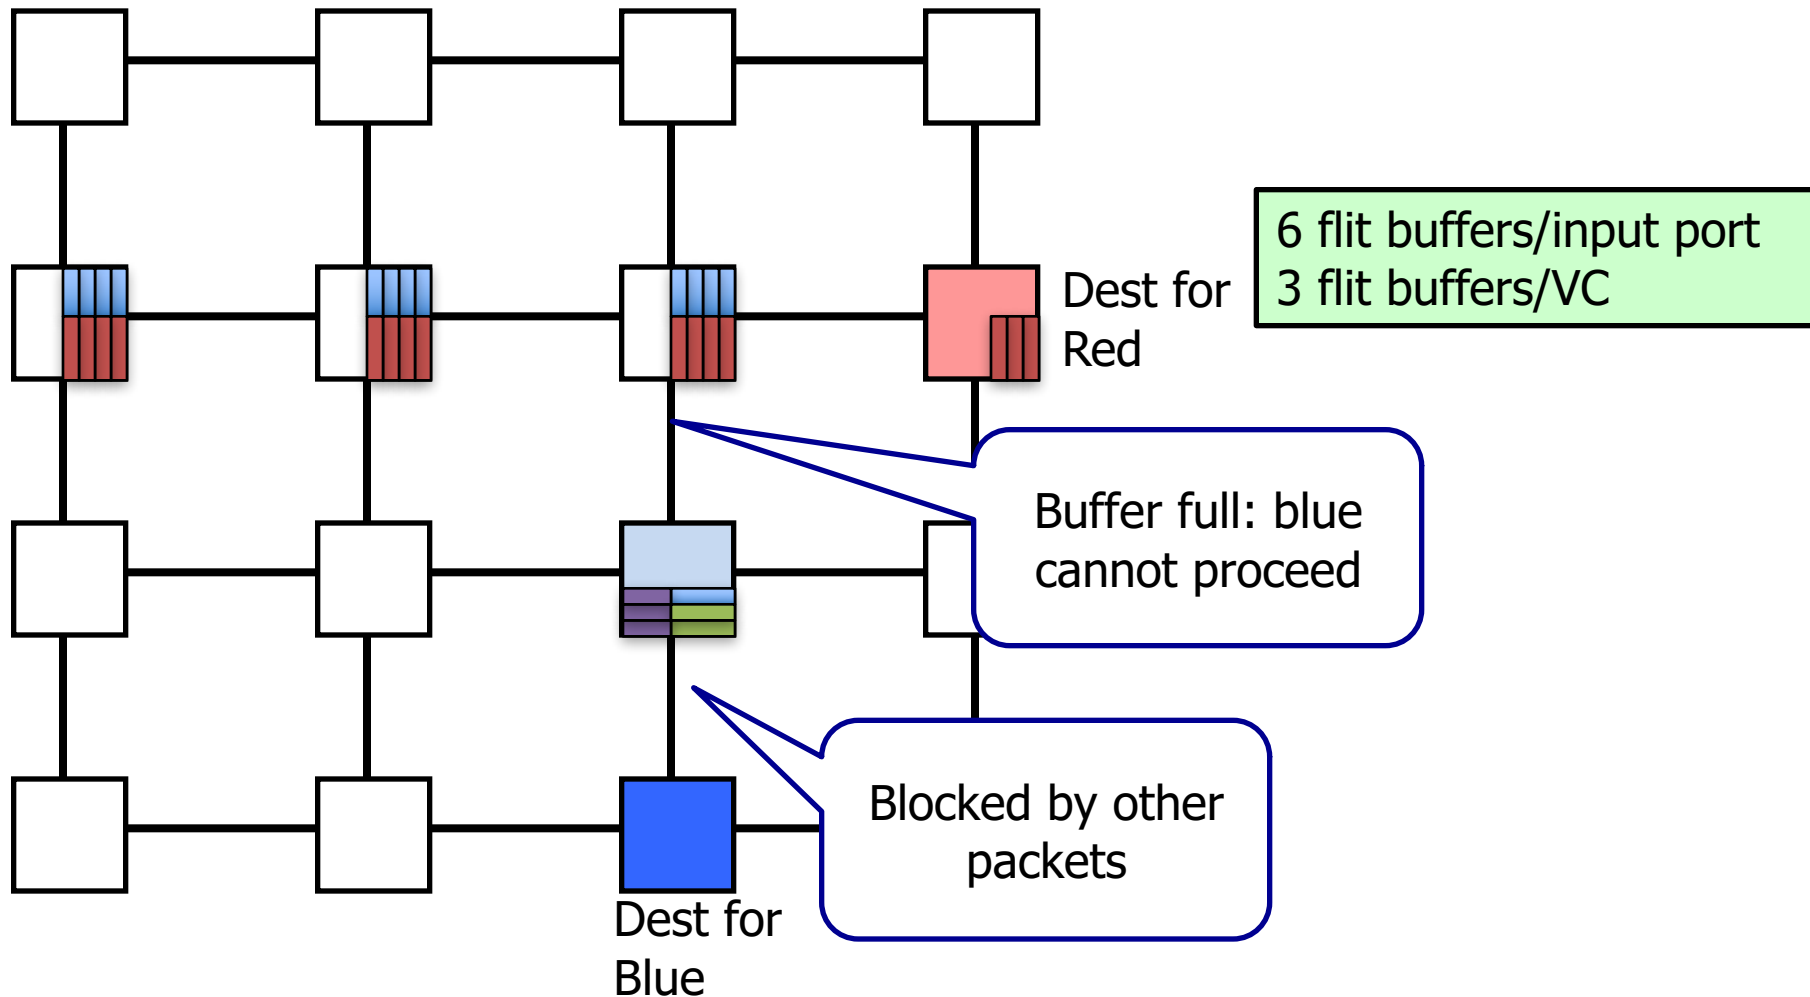 6 flit buffers/input port
3 flit buffers/VC
Dest for
Red
Buffer full: blue
cannot proceed
Blocked by other
packets
Dest for
Blue